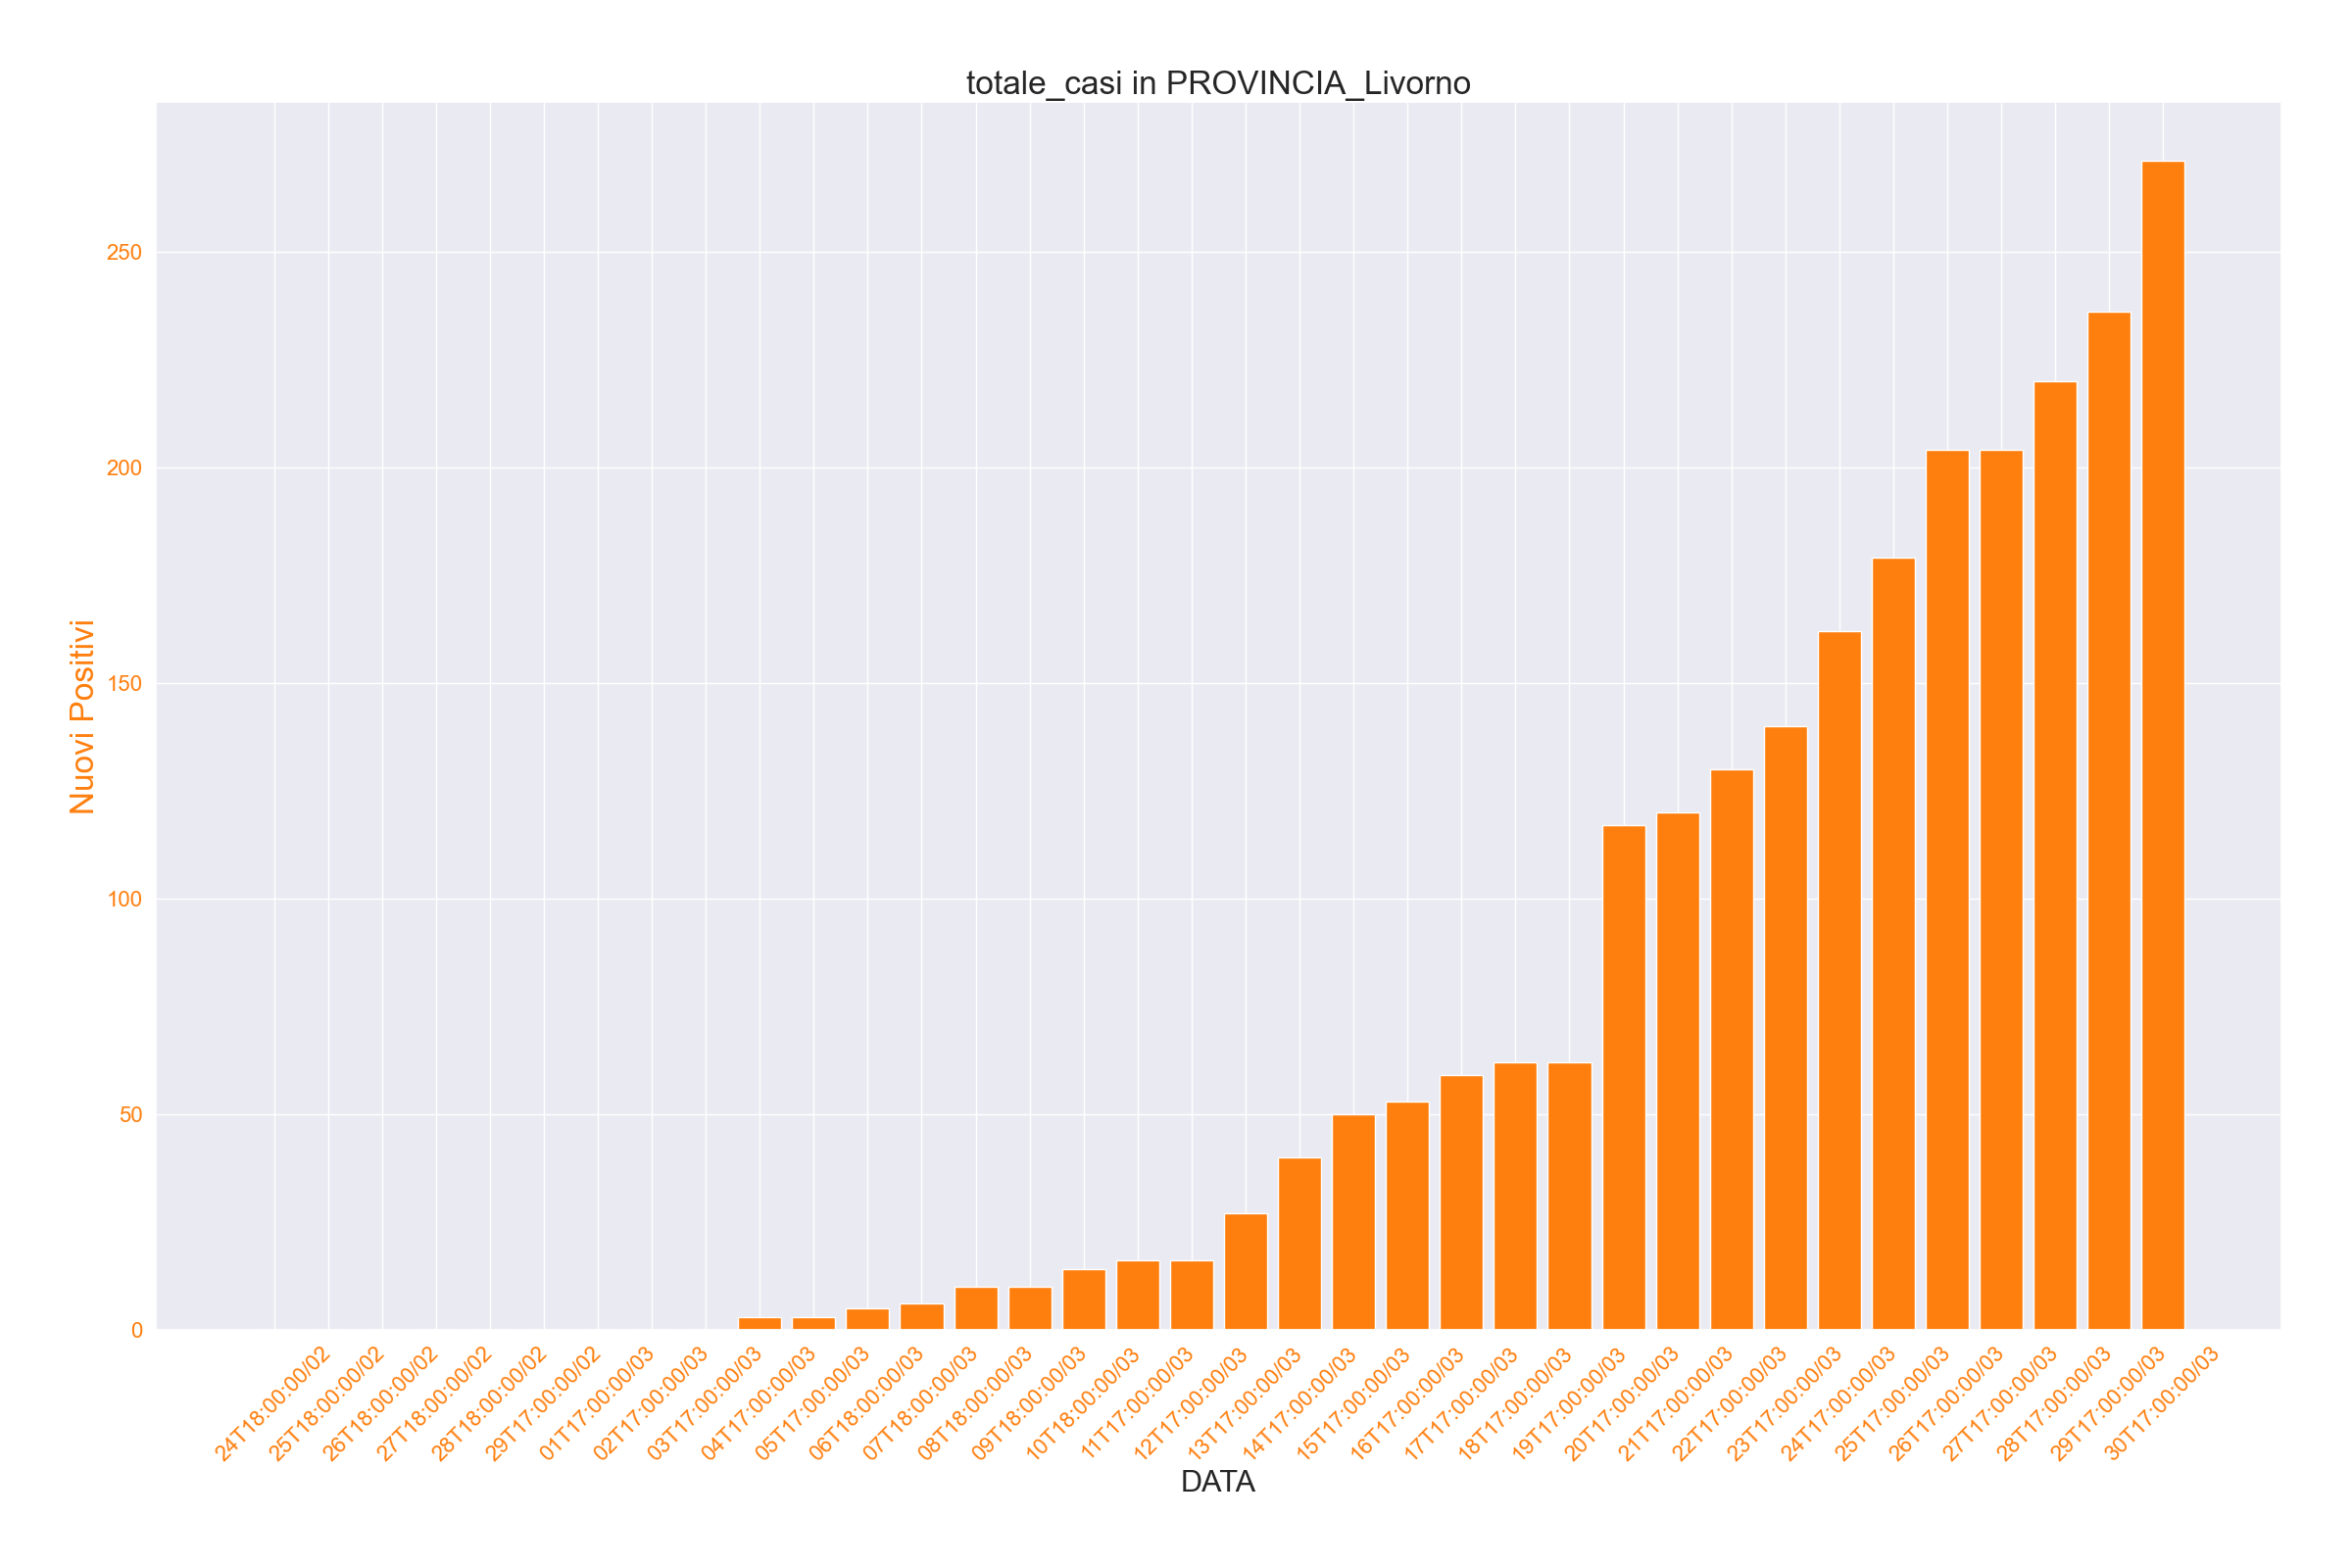 totale_casi in PROVINCIA_Livorno
Nuovi Positivi
250
200
150
100
50
0
24T18:00:00/02
25T18:00:00/02
26T18:00:00/02
27T18:00:00/02
28T18:00:00/02
29T17:00:00/02
01T17:00:00/03
02T17:00:00/03
03T17:00:00/03
04T17:00:00/03
05T17:00:00/03
06T18:00:00/03
07T18:00:00/03
08T18:00:00/03
09T18:00:00/03
10T18:00:00/03
11T17:00:00/03
12T17:00:00/03
13T17:00:00/03
14T17:00:00/03
15T17:00:00/03
16T17:00:00/03
17T17:00:00/03
18T17:00:00/03
19T17:00:00/03
20T17:00:00/03
21T17:00:00/03
22T17:00:00/03
23T17:00:00/03
24T17:00:00/03
25T17:00:00/03
26T17:00:00/03
27T17:00:00/03
28T17:00:00/03
29T17:00:00/03
30T17:00:00/03
DATA